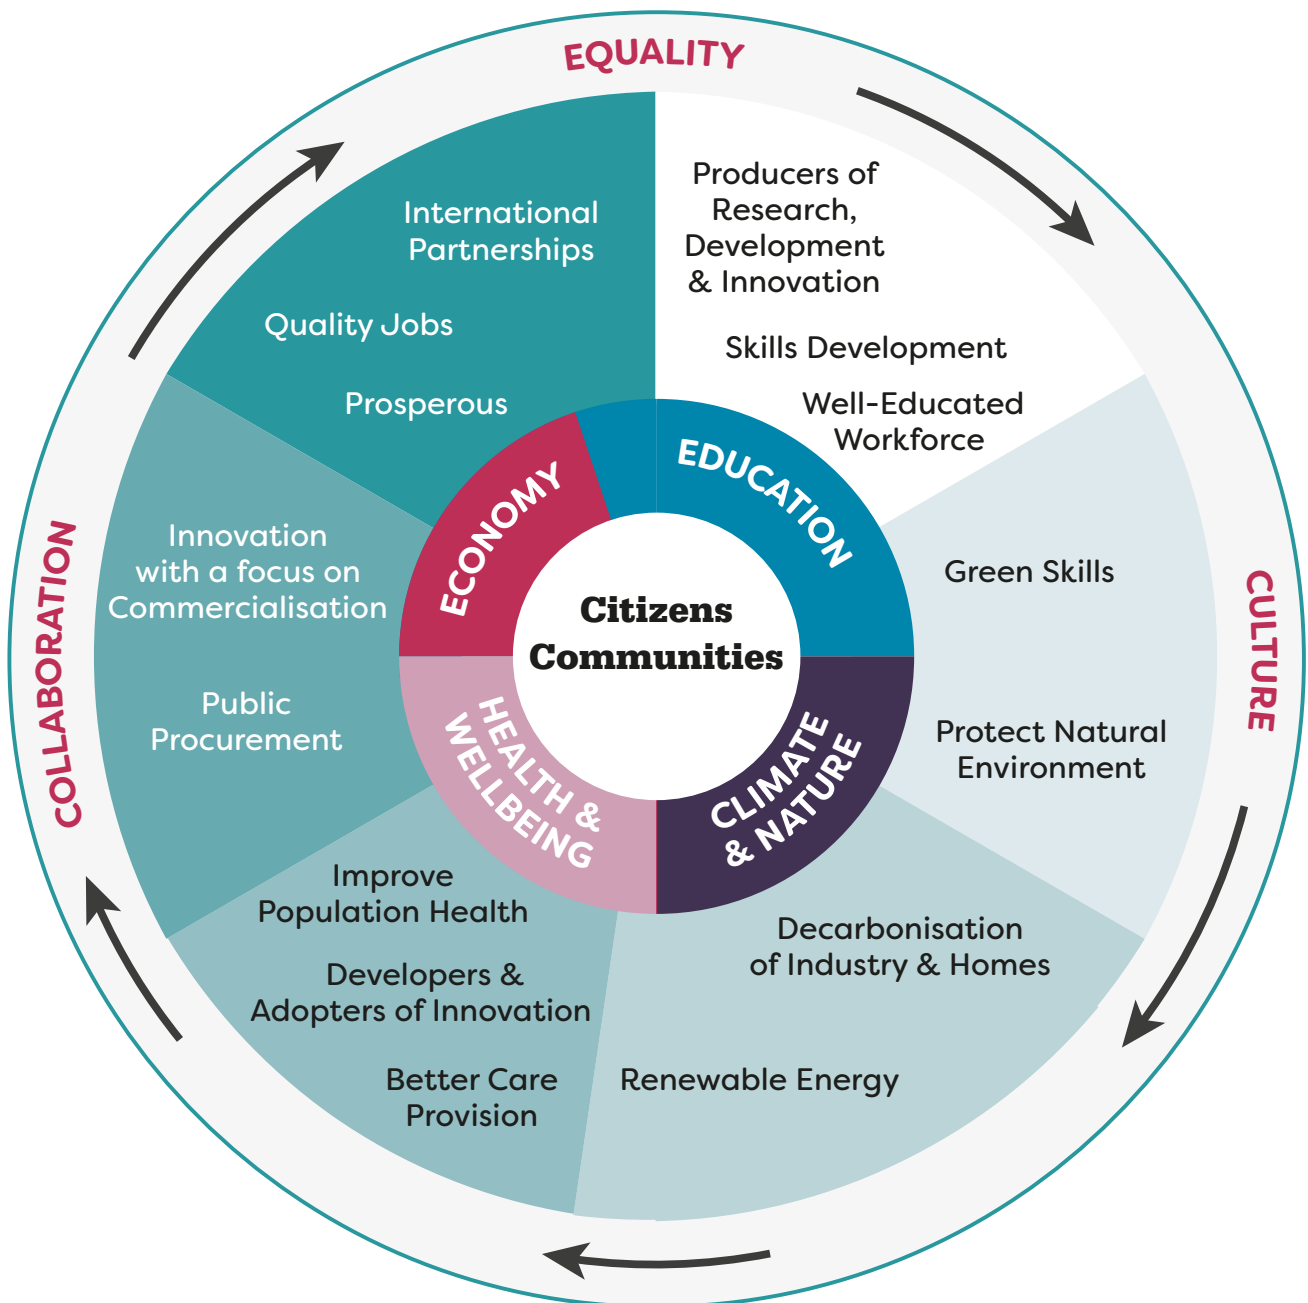 EQUALITY
Producers of
Research,
Development
& Innovation
Skills Development
Well-Educated
Workforce
Green Skills
Protect Natural
Environment
CULTURE
Decarbonisation
of Industry & Homes
Renewable Energy
Improve
Population Health
Developers &
Adopters of Innovation
Better Care
Provision
Innovation
with a focus on
Commercialisation
Public
Procurement
COLLABORATION
International
Partnerships
Quality Jobs
Prosperous
ECONOMY
EDUCATION
CLIMATE
& NATURE
HEALTH &
WELLBEING
Citizens
Communities